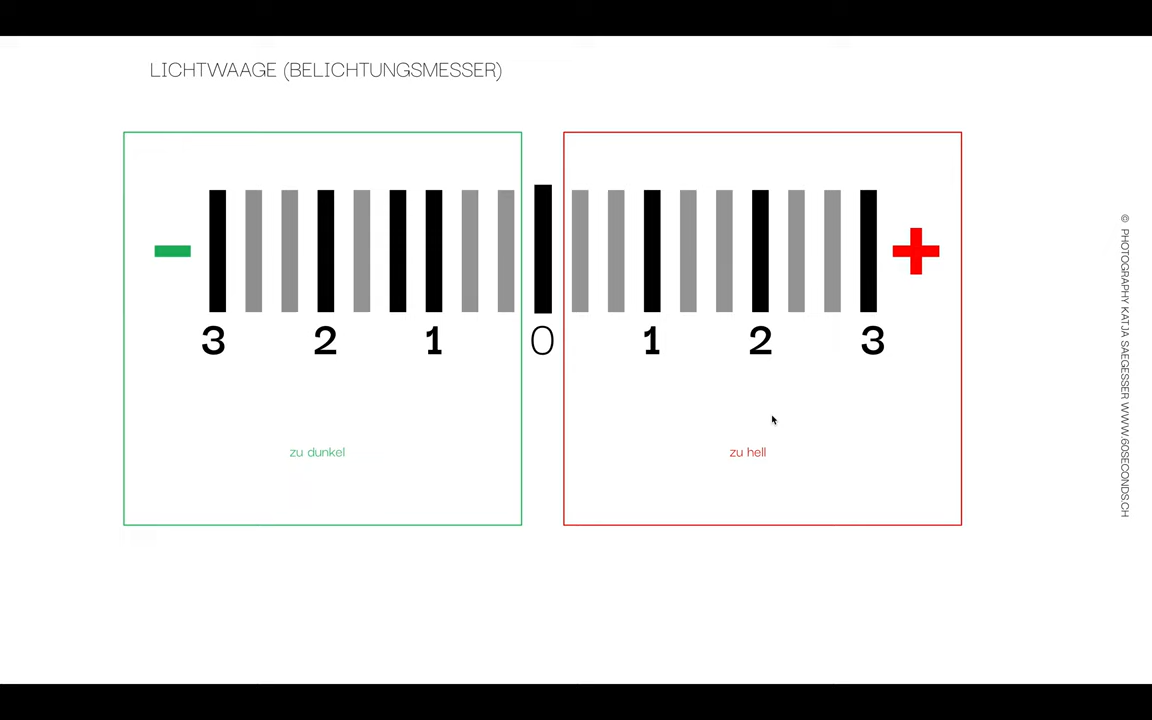 LICHTWAAGE (BELICHTUNGSMESSER)
3 2 1 0 1 2 3
zu dunkel
zu hell
© PHOTOGRAPHY KATJA SAEGESSER WWW.60SECONDS.CH